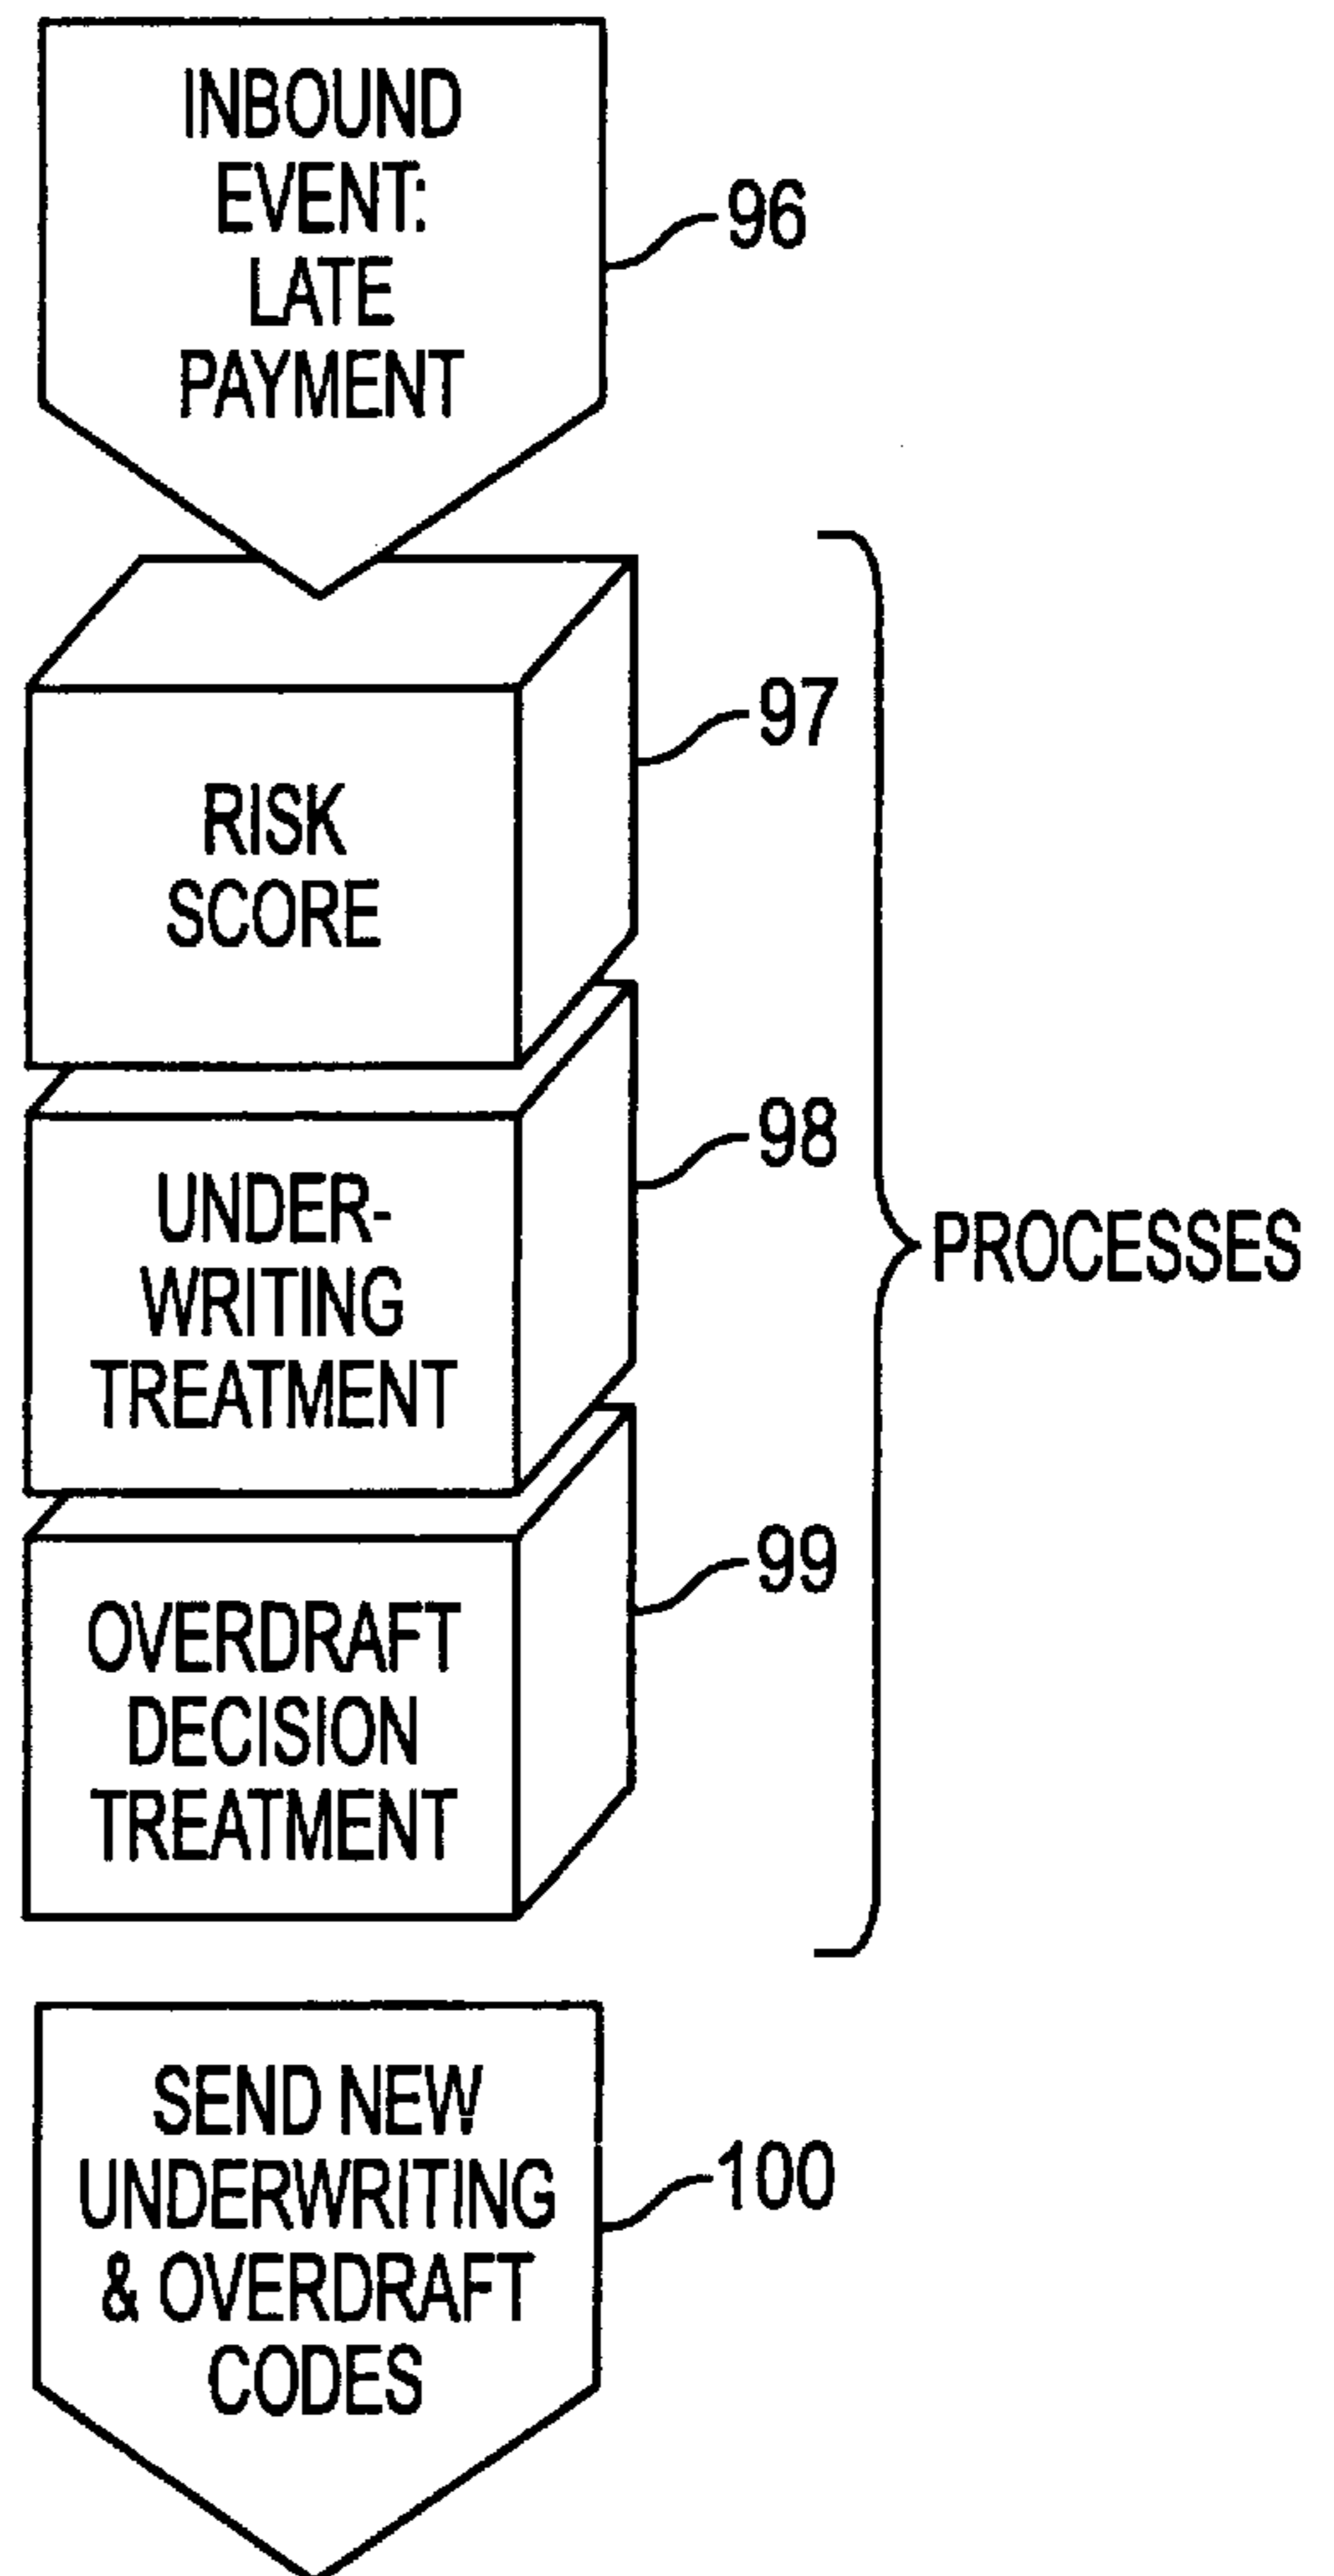 INBOUND
EVENT:
LATE
PAYMENT
96
97
RISK
SCORE
98
UNDER-
WRITING
TREATMENT
PROCESSES
99
OVERDRAFT
DECISION
TREATMENT
SEND NEW
UNDERWRITING
& OVERDRAFT
CODES
100